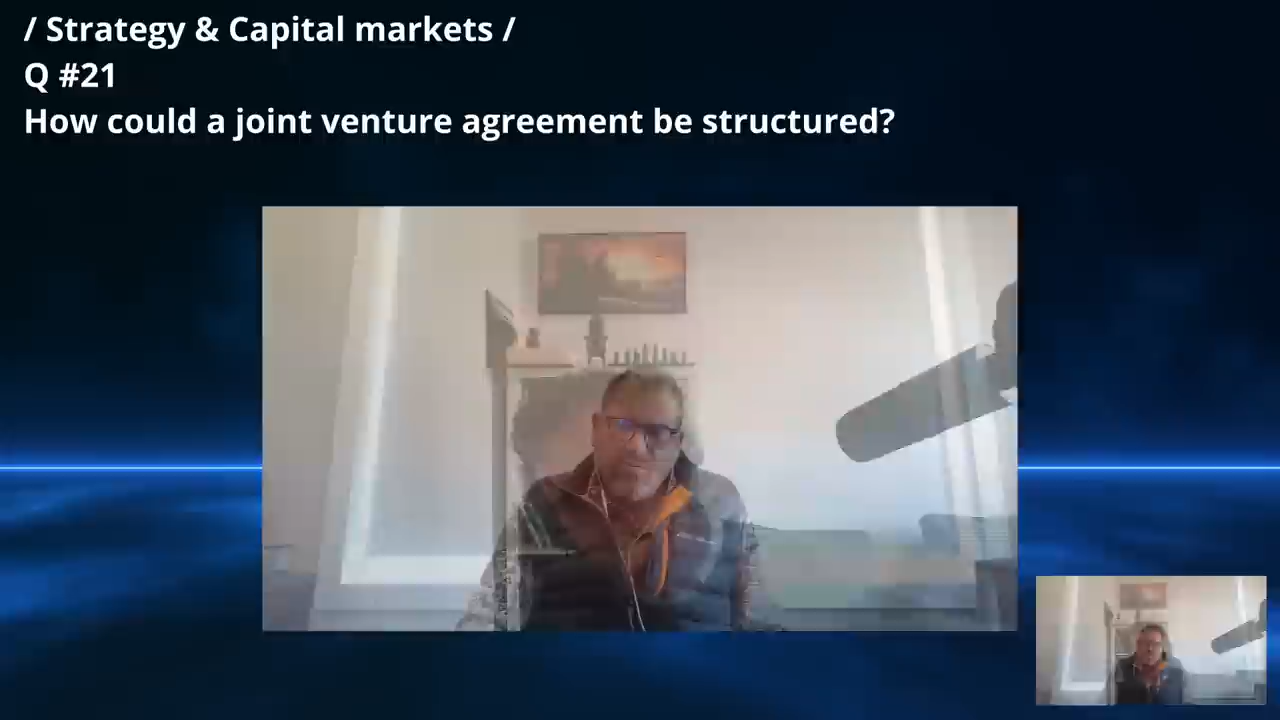 / Strategy & Capital markets /
Q #21
How could a joint venture agreement be structured?